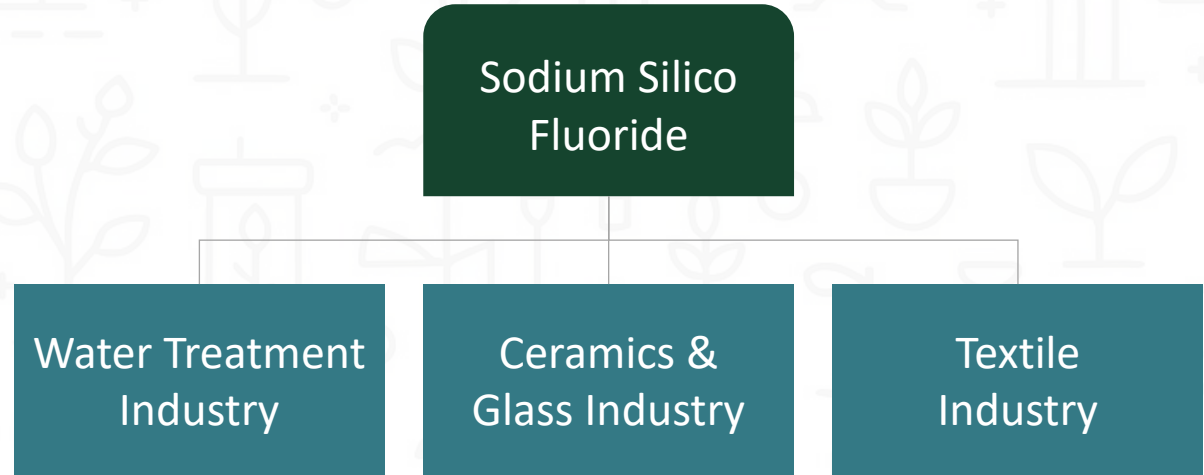 Sodium Silico
Fluoride
Water Treatment
Industry
Ceramics &
Glass Industry
Textile
Industry